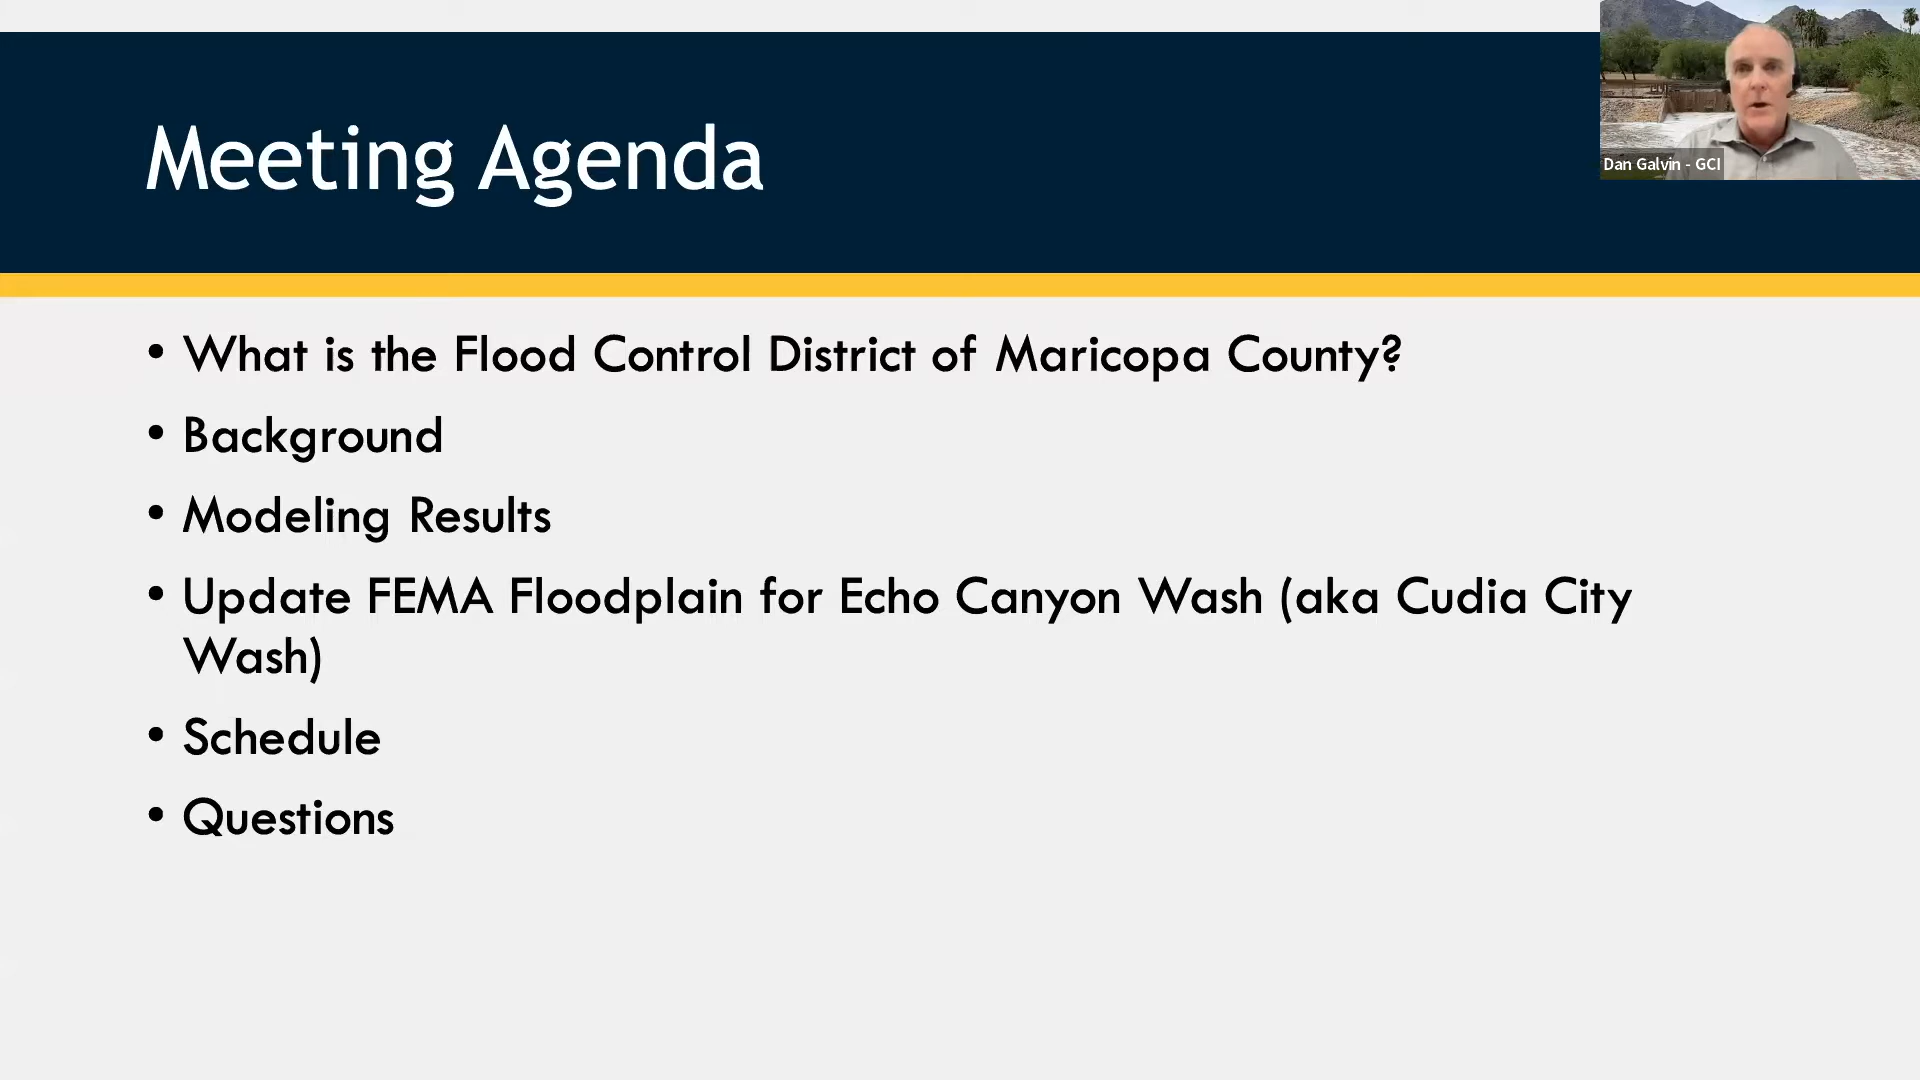 Meeting Agenda
Dan Galvin - GCI
• What is the Flood Control District of Maricopa County?
• Background
• Modeling Results
• Update FEMA Floodplain for Echo Canyon Wash (aka Cudia City
Wash)
• Schedule
• Questions